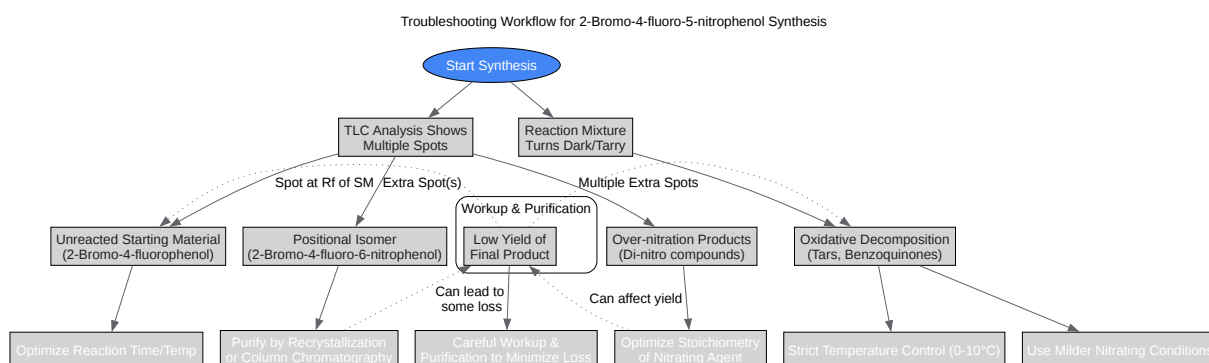 Troubleshooting Workflow for 2-Bromo-4-fluoro-5-nitrophenol Synthesis
Start Synthesis
TLC Analysis Shows
Multiple Spots
Reaction Mixture
Turns Dark/Tarry
Spot at Rf of SM
Extra Spot(s)
Multiple Extra Spots
Workup & Purification
Unreacted Starting Material
(2-Bromo-4-fluorophenol)
Positional Isomer
(2-Bromo-4-fluoro-6-nitrophenol)
Low Yield of
Final Product
Over-nitration Products
(Di-nitro compounds)
Oxidative Decomposition
(Tars, Benzoquinones)
Can lead to
some loss
Can affect yield
Optimize Reaction Time/Temp
Purify by Recrystallization
or Column Chromatography
Careful Workup &
Purification to Minimize Loss
Optimize Stoichiometry
of Nitrating Agent
Strict Temperature Control (0-10°C)
Use Milder Nitrating Conditions